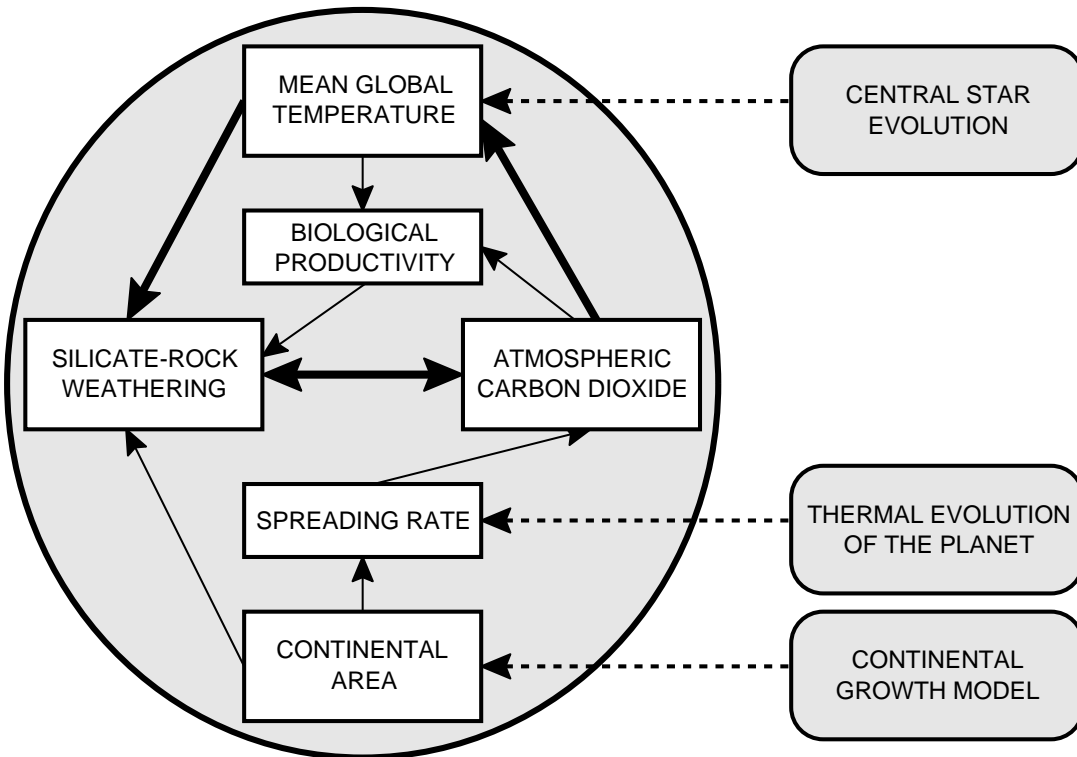 MEAN GLOBAL
TEMPERATURE
CENTRAL STAR
EVOLUTION
BIOLOGICAL
PRODUCTIVITY
SILICATE-ROCK
WEATHERING
ATMOSPHERIC
CARBON DIOXIDE
SPREADING RATE
THERMAL EVOLUTION
OF THE PLANET
CONTINENTAL
AREA
CONTINENTAL
GROWTH MODEL